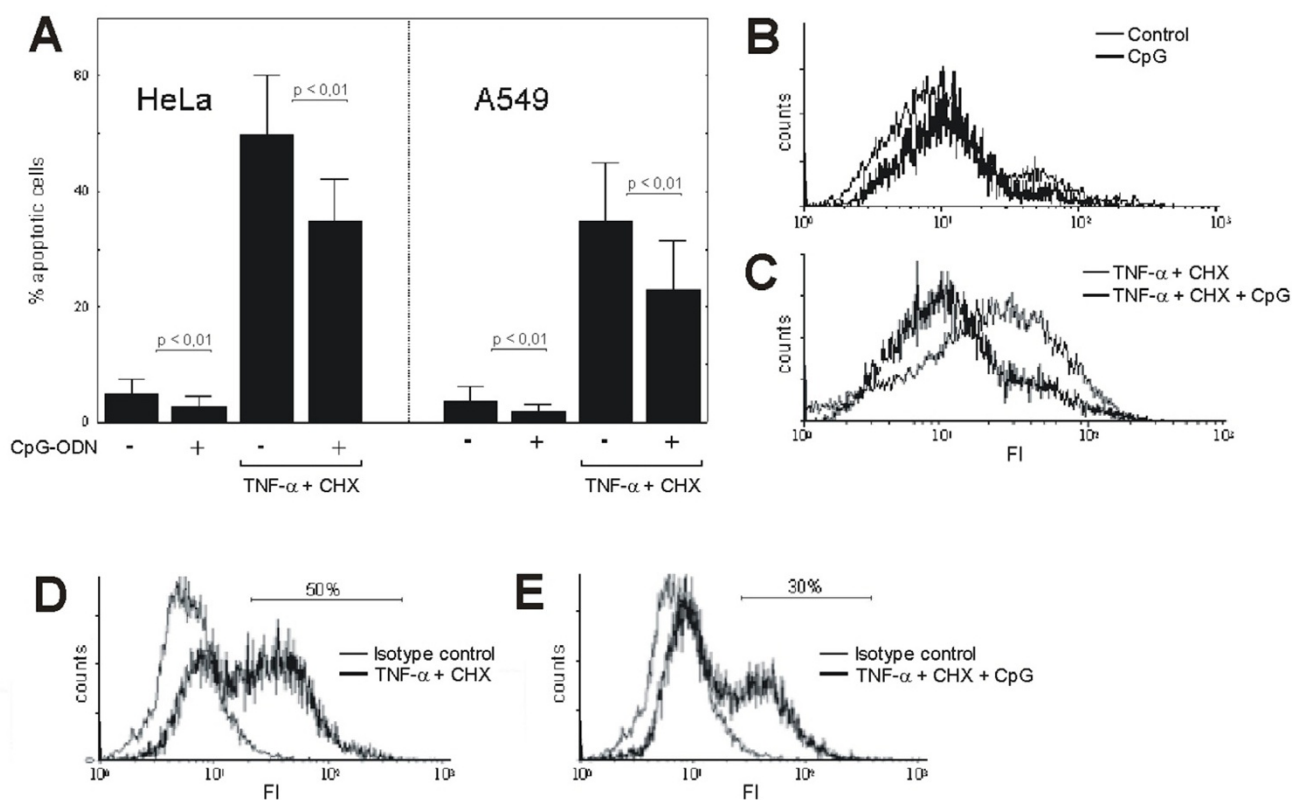 A
HeLa
A549
% apoptotic cells
60
40
20
0
p < 0,01
p < 0,01
p < 0,01
p < 0,01
CpG-ODN
- + - + - + - +
TNF-α + CHX
TNF-α + CHX
B
Control
CpG
counts
10⁰ 10¹ 10² 10³
C
TNF-α + CHX
TNF-α + CHX + CpG
counts
10¹
FI
D
50%
Isotype control
TNF-α + CHX
counts
0
10⁰ 10¹ 10² 10³
FI
E
30%
Isotype control
TNF-α + CHX + CpG
counts
10⁰ 10¹ 10² 10³
FI